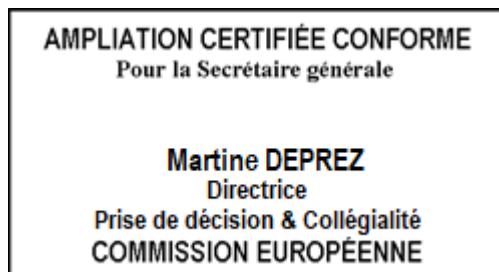 AMPLIATION CERTIFIÉE CONFORME
Pour la Secrétaire générale
Martine DEPREZ
Directrice
Prise de décision & Collégialité
COMMISSION EUROPÉENNE